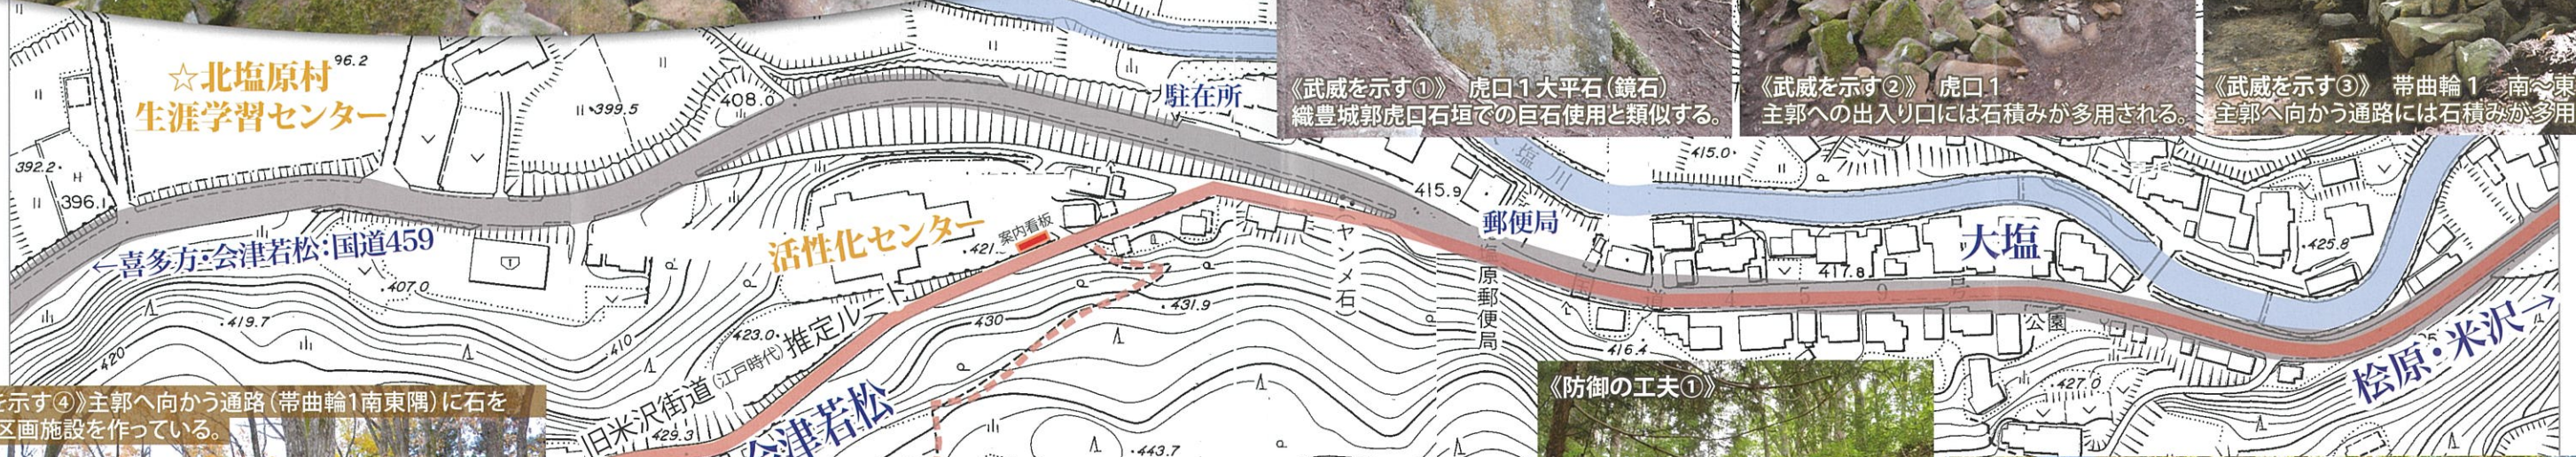 ☆北塩原村
生涯学習センター
96.2
399.5
408.0
392.2
396.1
駐在所
《武威を示す①》 虎口1大平石(鏡石)
織豊城郭虎口石垣での巨石使用と類似する。
《武威を示す②》 虎口1
主郭への出入り口には石積みが多用される。
《武威を示す③》 帯曲輪1 南～東
主郭へ向かう通路には石積みが多用
塩川
415.0
415.9
郵便局
塩原郵便局
(ヤンメ石)
大塩
417.8
425.8
国道459号
公園
416.4
427.0
桧原・米沢→
←喜多方・会津若松:国道459
活性化センター
421
案内看板
407.0
419.7
420
410
423.0
431.9
430
旧米沢街道(江戸時代)推定ルート
429.3
会津若松
443.7
を示す④》主郭へ向かう通路(帯曲輪1南東隅)に石を
区画施設を作っている。
《防御の工夫①》